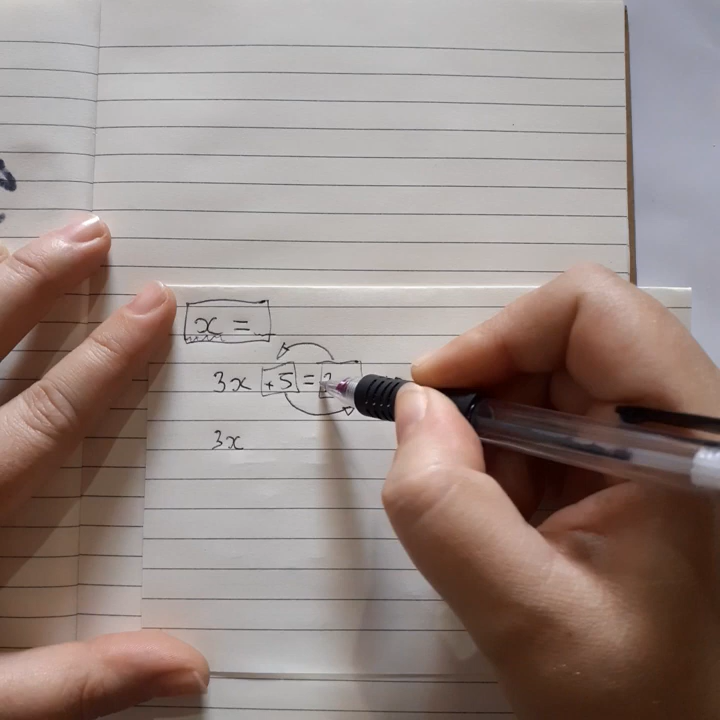 x =
3x +5 =
3x